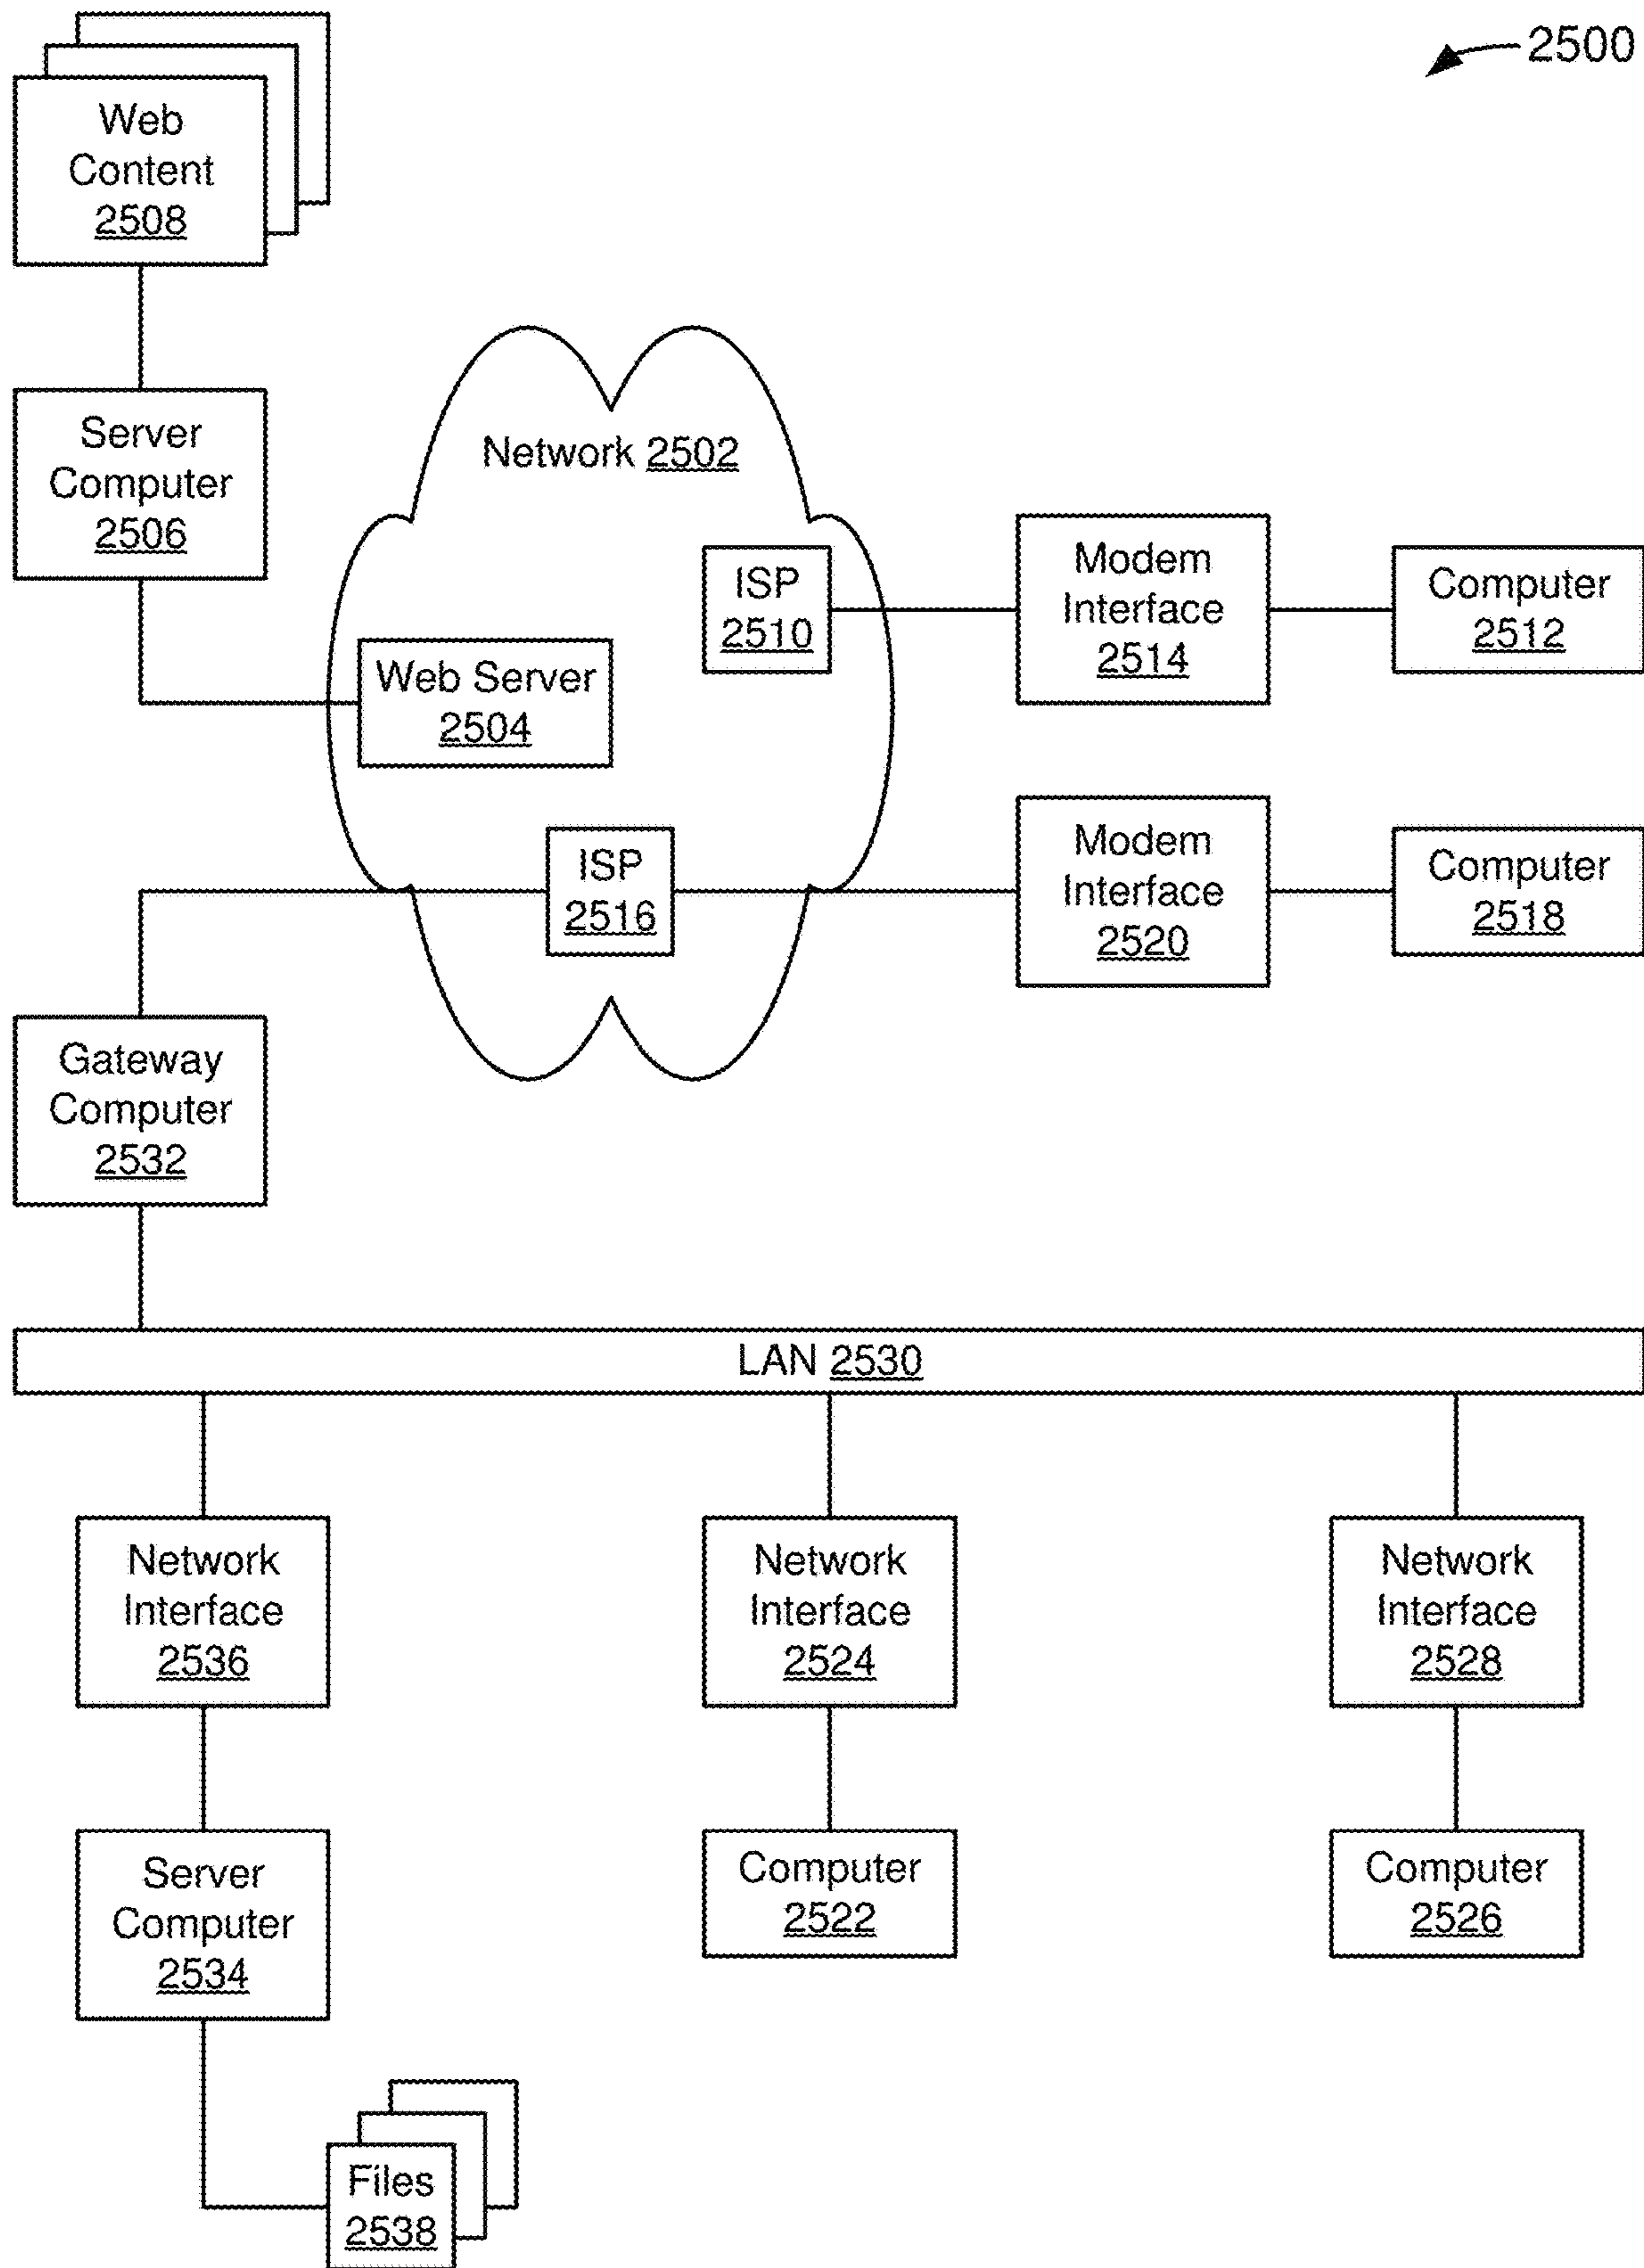 2500
Web
Content
2508
Server
Computer
2506
Network 2502
ISP
2510
Modem
Interface
2514
Computer
2512
Web Server
2504
ISP
2516
Modem
Interface
2520
Computer
2518
Gateway
Computer
2532
LAN 2530
Network
Interface
2536
Network
Interface
2524
Network
Interface
2528
Server
Computer
2534
Computer
2522
Computer
2526
Files
2538